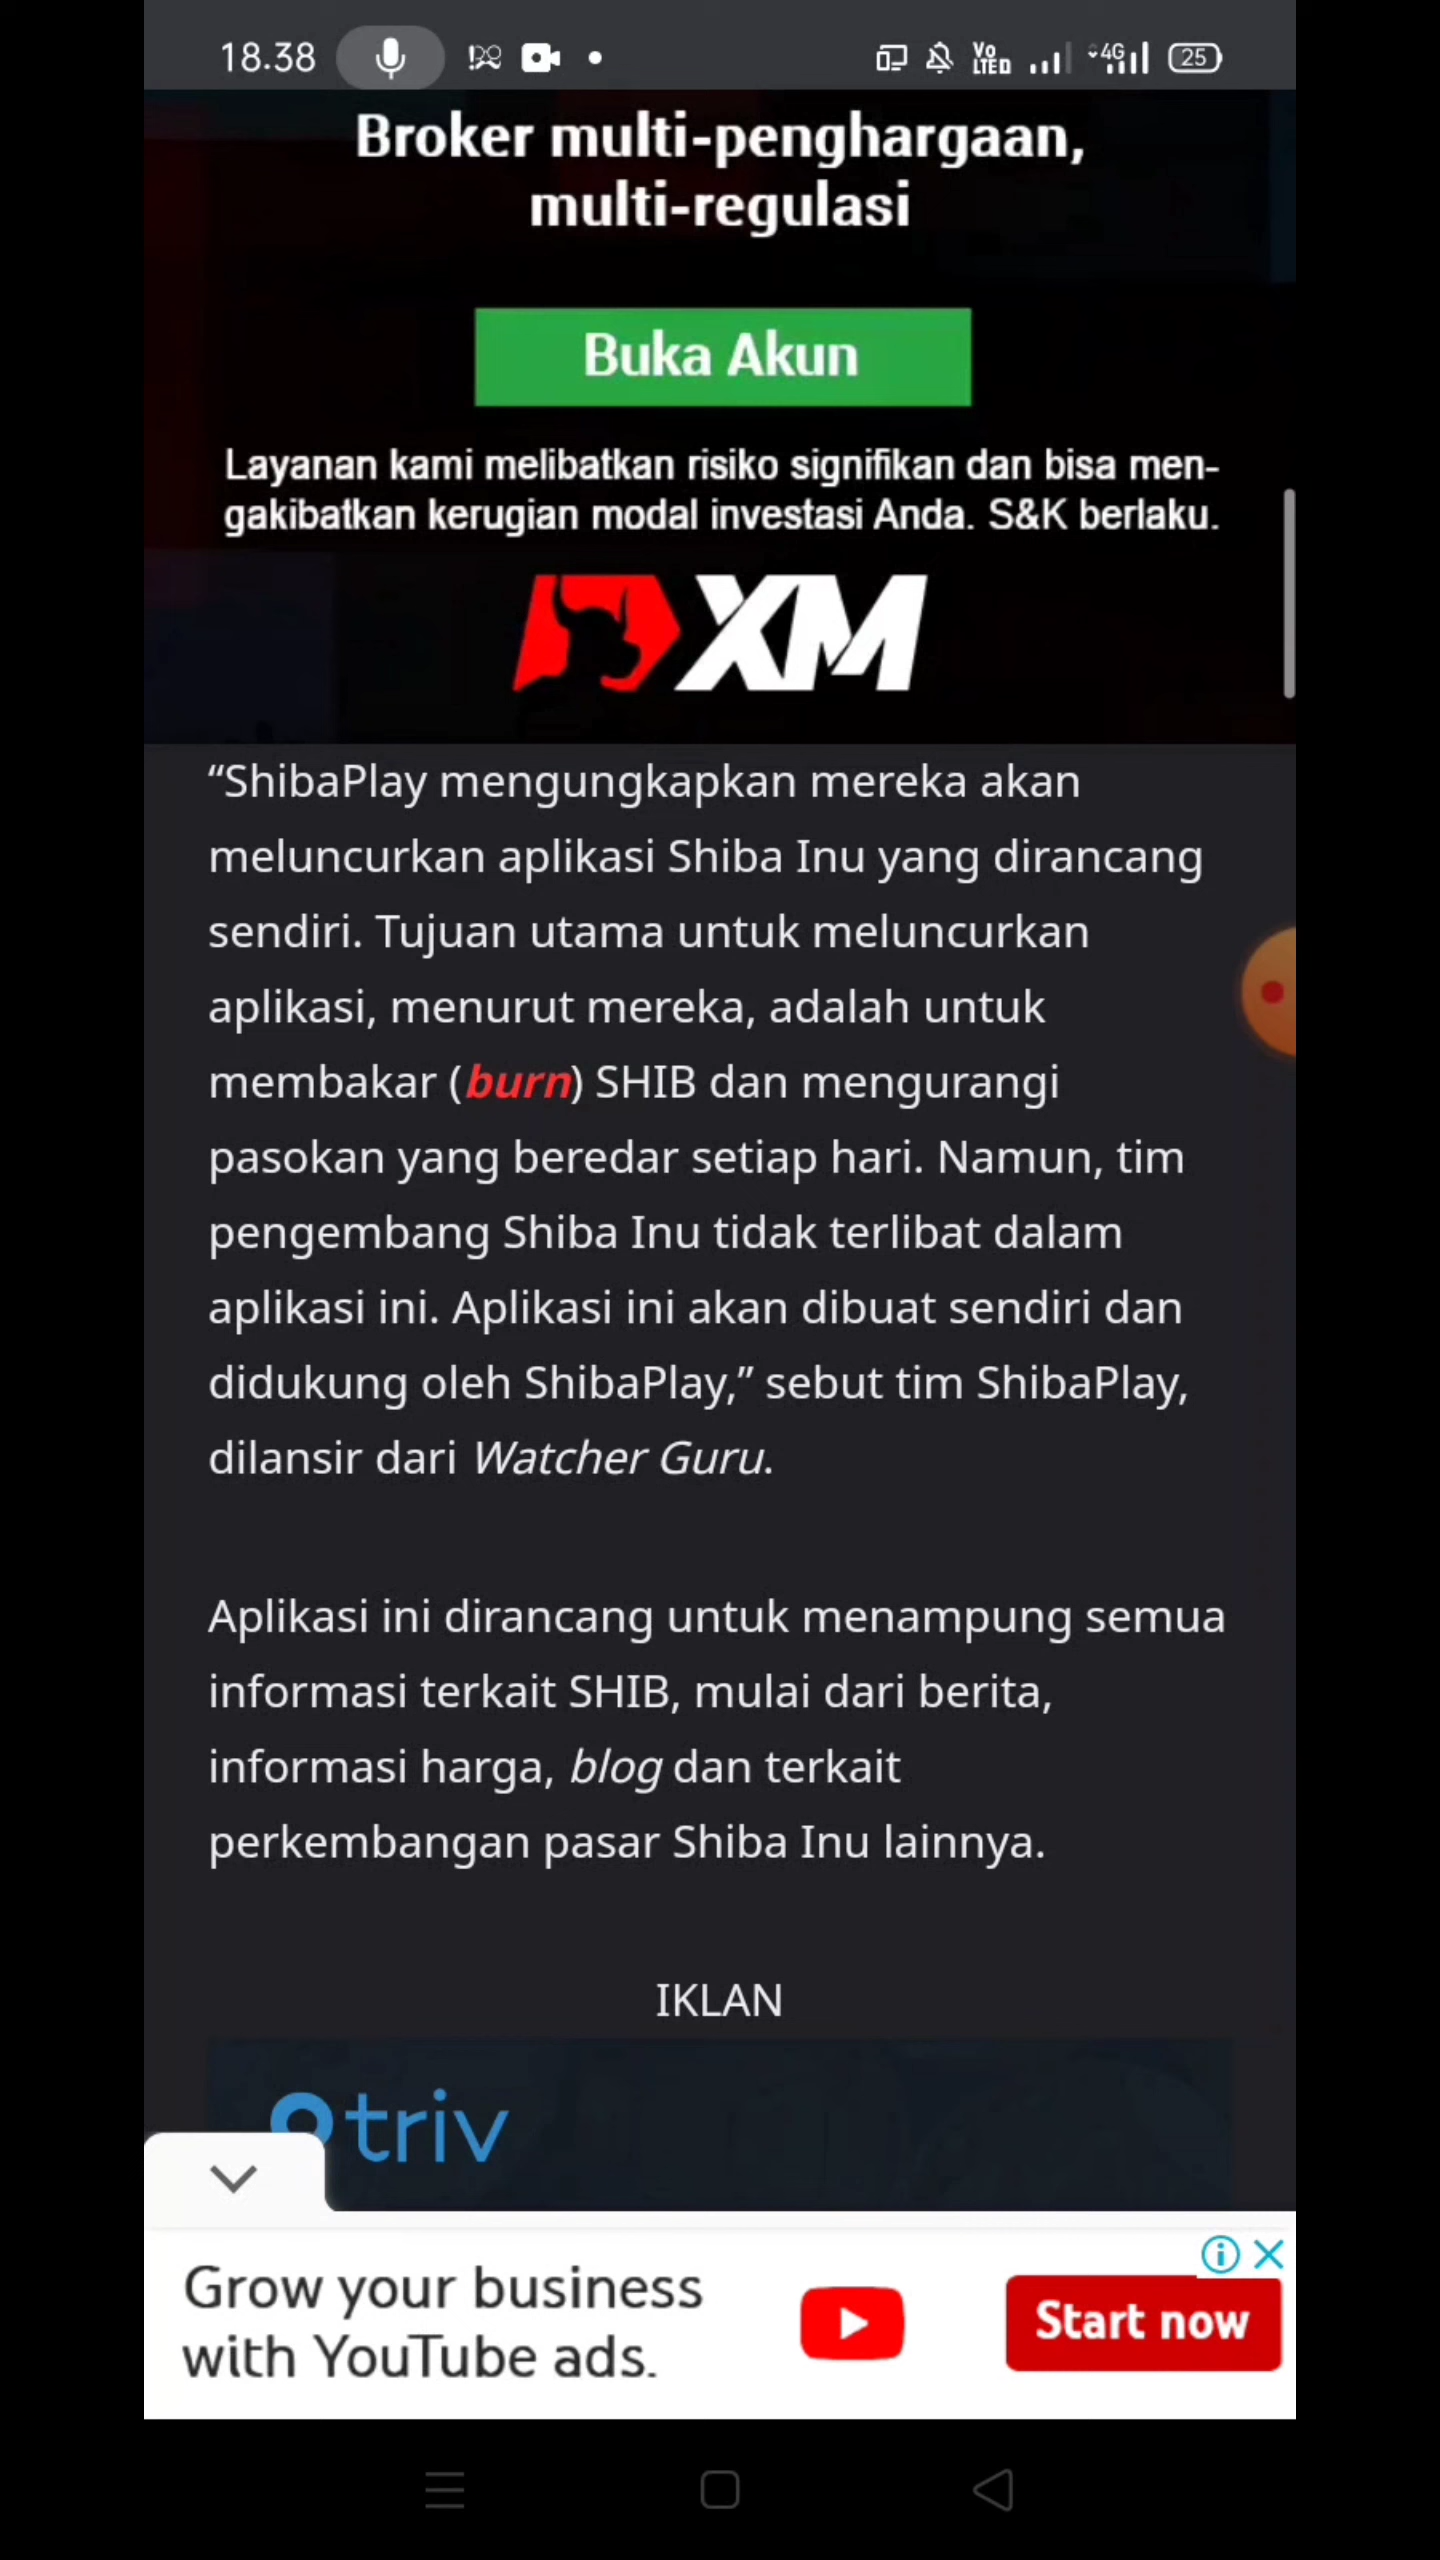 18.38
Vo
LTED
4G
25
Broker multi-penghargaan,
multi-regulasi
Buka Akun
Layanan kami melibatkan risiko signifikan dan bisa men-
gakibatkan kerugian modal investasi Anda. S&K berlaku.
XM
“ShibaPlay mengungkapkan mereka akan
meluncurkan aplikasi Shiba Inu yang dirancang
sendiri. Tujuan utama untuk meluncurkan
aplikasi, menurut mereka, adalah untuk
membakar (burn) SHIB dan mengurangi
pasokan yang beredar setiap hari. Namun, tim
pengembang Shiba Inu tidak terlibat dalam
aplikasi ini. Aplikasi ini akan dibuat sendiri dan
didukung oleh ShibaPlay,” sebut tim ShibaPlay,
dilansir dari Watcher Guru.
Aplikasi ini dirancang untuk menampung semua
informasi terkait SHIB, mulai dari berita,
informasi harga, blog dan terkait
perkembangan pasar Shiba Inu lainnya.
IKLAN
triv
Grow your business
with YouTube ads.
Start now